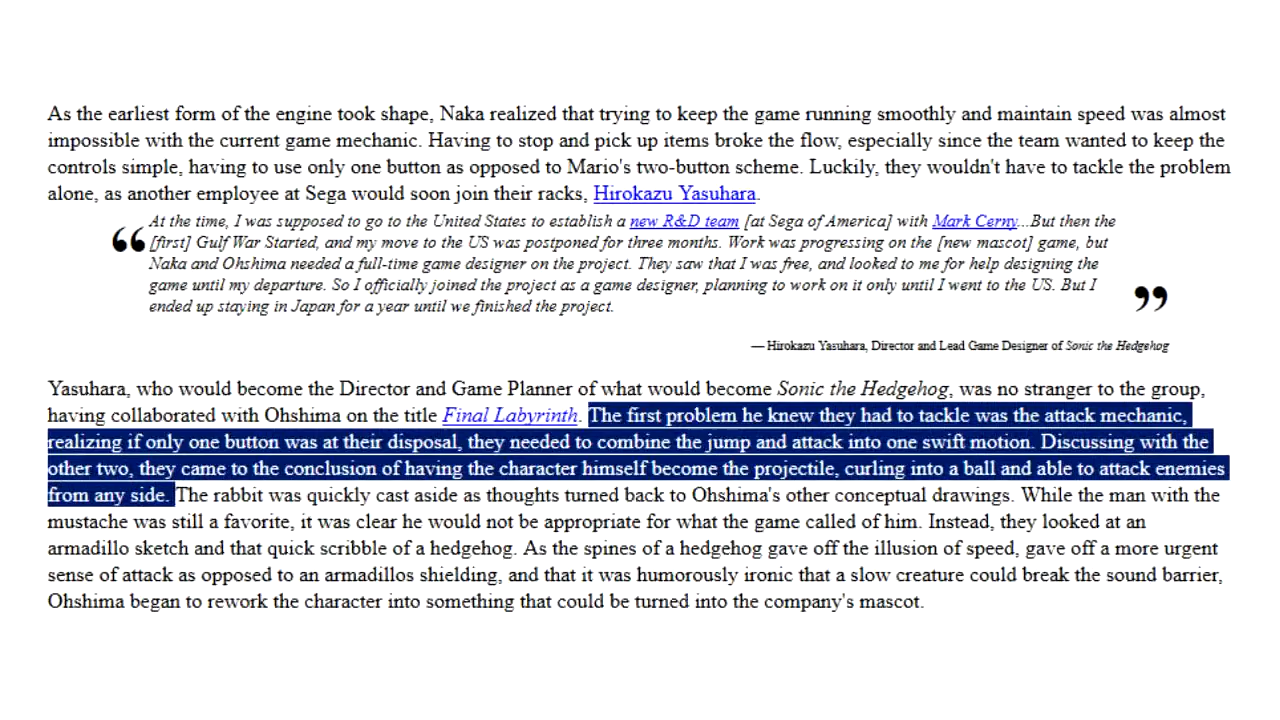 As the earliest form of the engine took shape, Naka realized that trying to keep the game running smoothly and maintain speed was almost
impossible with the current game mechanic. Having to stop and pick up items broke the flow, especially since the team wanted to keep the
controls simple, having to use only one button as opposed to Mario's two-button scheme. Luckily, they wouldn't have to tackle the problem
alone, as another employee at Sega would soon join their racks, Hirokazu Yasuhara.
“ At the time, I was supposed to go to the United States to establish a new R&D team [at Sega of America] with Mark Cerny...But then the
[first] Gulf War Started, and my move to the US was postponed for three months. Work was progressing on the [new mascot] game, but
Naka and Ohshima needed a full-time game designer on the project. They saw that I was free, and looked to me for help designing the
game until my departure. So I officially joined the project as a game designer, planning to work on it only until I went to the US. But I
ended up staying in Japan for a year until we finished the project. ”
— Hirokazu Yasuhara, Director and Lead Game Designer of Sonic the Hedgehog
Yasuhara, who would become the Director and Game Planner of what would become Sonic the Hedgehog, was no stranger to the group,
having collaborated with Ohshima on the title Final Labyrinth. The first problem he knew they had to tackle was the attack mechanic,
realizing if only one button was at their disposal, they needed to combine the jump and attack into one swift motion. Discussing with the
other two, they came to the conclusion of having the character himself become the projectile, curling into a ball and able to attack enemies
from any side. The rabbit was quickly cast aside as thoughts turned back to Ohshima's other conceptual drawings. While the man with the
mustache was still a favorite, it was clear he would not be appropriate for what the game called of him. Instead, they looked at an
armadillo sketch and that quick scribble of a hedgehog. As the spines of a hedgehog gave off the illusion of speed, gave off a more urgent
sense of attack as opposed to an armadillos shielding, and that it was humorously ironic that a slow creature could break the sound barrier,
Ohshima began to rework the character into something that could be turned into the company's mascot.